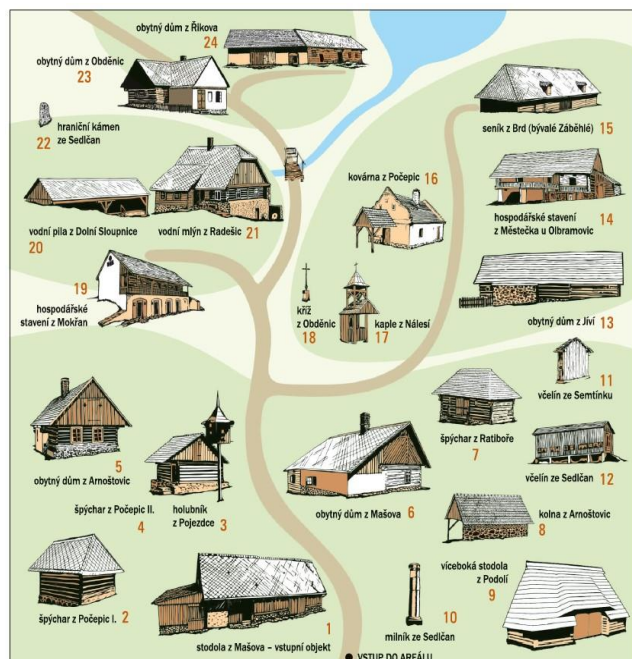 obytný dům z Řikova
24
obytný dům z Obděnic
23
22
hraniční kámen
ze Sedlčan
seník z Brd (bývalé Záběhlé)
15
kovárna z Počepic
16
vodní pila z Dolní Sloupnice
20
vodní mlýn z Radešic
21
hospodářské stavení
z Městečka u Olbramovic
14
19
hospodářské
stavení z Mokřan
kříž
z Obděnic
18
kaple z Nálesí
17
obytný dům z Jíví
13
11
včelín ze Semtínku
5
obytný dům z Arnoštovic
špýchar z Počepic II.
4
holubník
z Pojezdce
3
obytný dům z Mašova
6
špýchar z Ratiboře
7
včelín ze Sedlčan
12
kolna z Arnoštovic
8
víceboká stodola
z Podolí
9
špýchar z Počepic I.
2
stodola z Mašova – vstupní objekt
1
10
milník ze Sedlčan
VSTUP DO AREÁLU